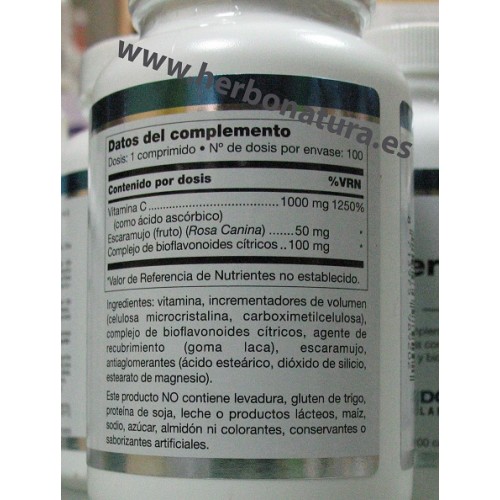 www.herbonatura.es
Datos del complemento
Dosis: 1 comprimido • Nº de dosis por envase: 100
Contenido por dosis %VRN
Vitamina C 1000 mg 1250%
(como ácido ascórbico)
Escaramujo (fruto) (Rosa Canina) .......50 mg *
Complejo de bioflavonoides cítricos ..100 mg *
*Valor de Referencia de Nutrientes no establecido.
Ingredientes: vitamina, incrementadores de volumen
(celulosa microcristalina, carboximetilcelulosa),
complejo de bioflavonoides cítricos, agente de
recubrimiento (goma laca), escaramujo,
antiaglomerantes (ácido esteárico, dióxido de silicio,
estearato de magnesio).
Este producto NO contiene levadura, gluten de trigo,
proteína de soja, leche o productos lácteos, maíz,
sodio, azúcar, almidón ni colorantes, conservantes o
saborizantes artificiales.